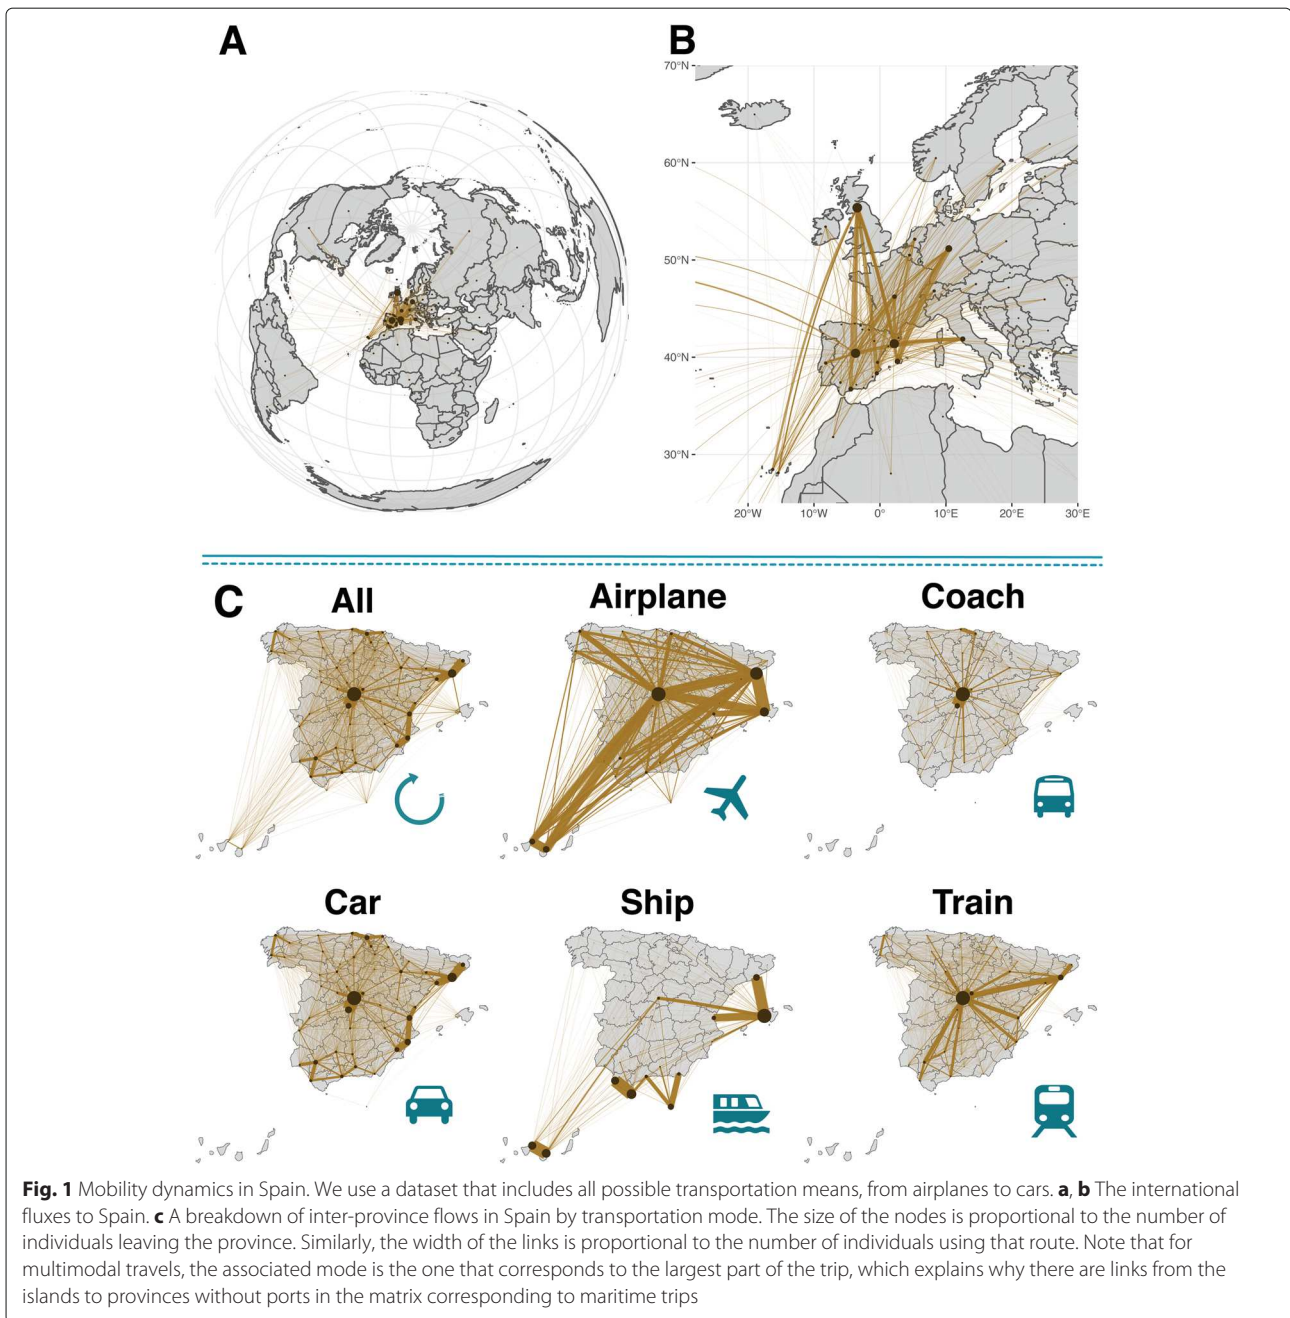 A
B
70°N
60°N
50°N
40°N
30°N
20°W 10°W 0° 10°E 20°E 30°E
C
All
Airplane
Coach
Car
Ship
Train
Fig. 1 Mobility dynamics in Spain. We use a dataset that includes all possible transportation means, from airplanes to cars. a, b The international
fluxes to Spain. c A breakdown of inter-province flows in Spain by transportation mode. The size of the nodes is proportional to the number of
individuals leaving the province. Similarly, the width of the links is proportional to the number of individuals using that route. Note that for
multimodal travels, the associated mode is the one that corresponds to the largest part of the trip, which explains why there are links from the
islands to provinces without ports in the matrix corresponding to maritime trips